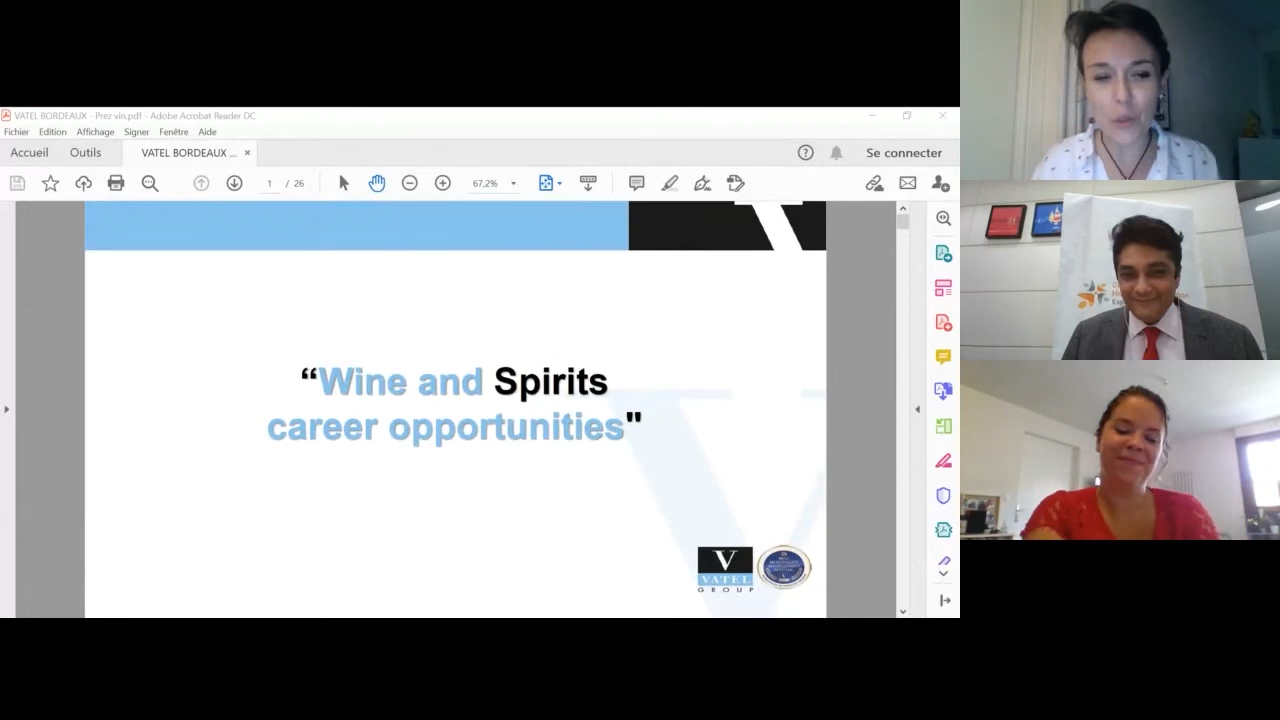 VATEL BORDEAUX - Prez vin.pdf - Adobe Acrobat Reader DC
Fichier Edition Affichage Signer Fenêtre Aide
Accueil Outils VATEL BORDEAUX ... × Se connecter
1 / 26 67,2%
“Wine and Spirits
career opportunities"
V
VATEL
GROUP